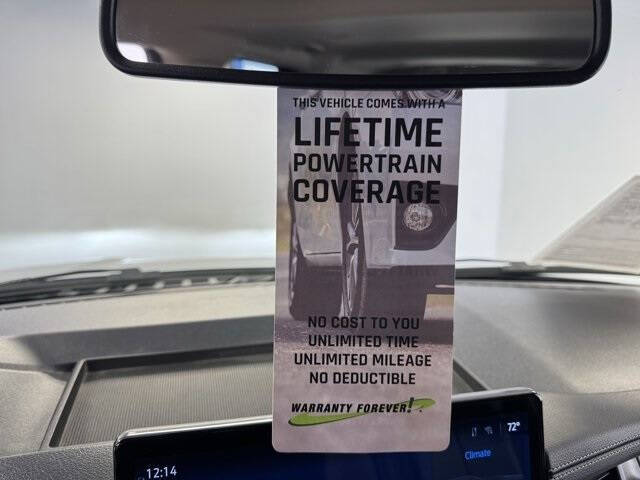 THIS VEHICLE COMES WITH A
LIFETIME
POWERTRAIN
COVERAGE
NO COST TO YOU
UNLIMITED TIME
UNLIMITED MILEAGE
NO DEDUCTIBLE
WARRANTY FOREVER!
72°
Climate
12:14